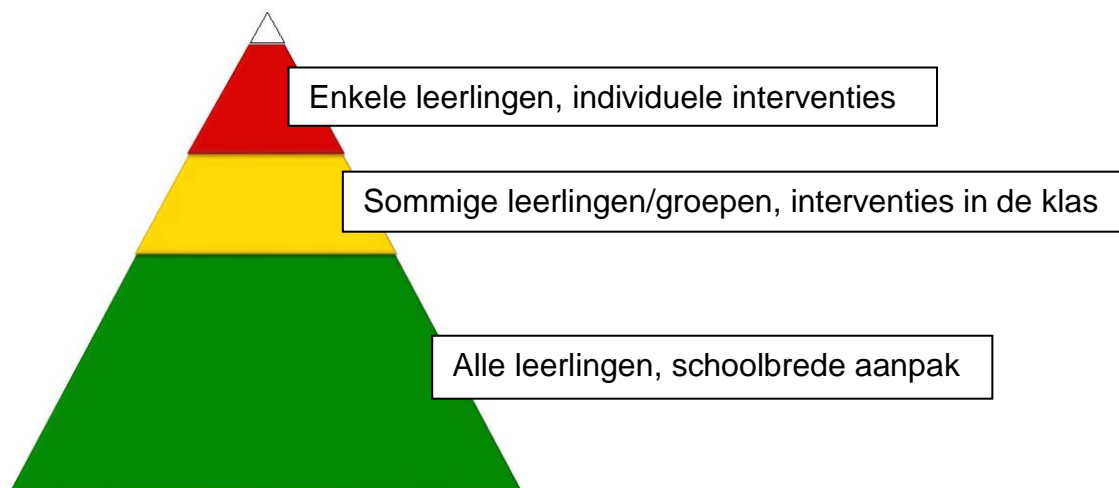 Enkele leerlingen, individuele interventies
Sommige leerlingen/groepen, interventies in de klas
Alle leerlingen, schoolbrede aanpak